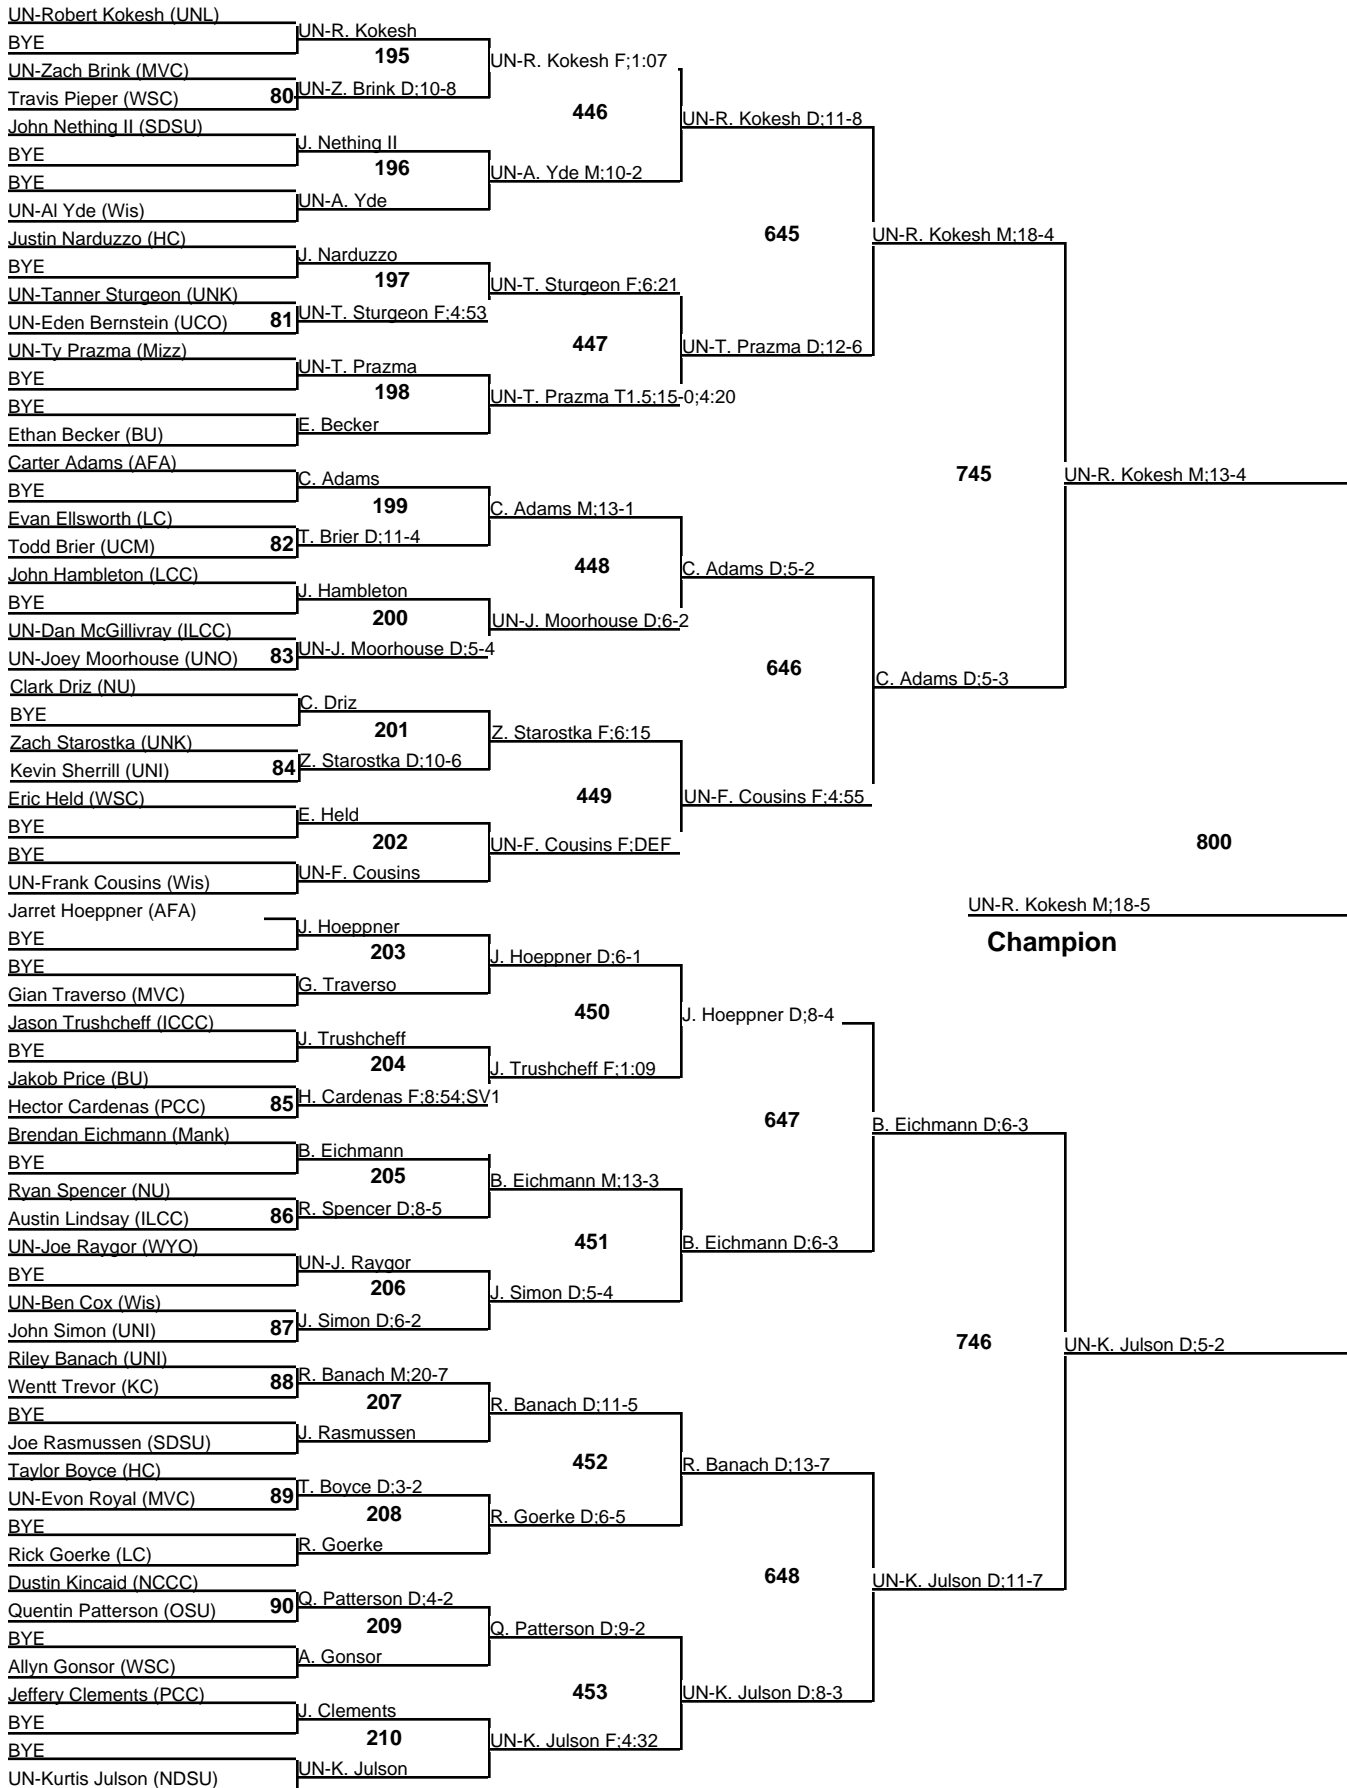 UN-Robert Kokesh (UNL)
BYE
UN-Zach Brink (MVC)
Travis Pieper (WSC)
John Nething II (SDSU)
BYE
BYE
UN-Al Yde (Wis)
Justin Narduzzo (HC)
BYE
UN-Tanner Sturgeon (UNK)
UN-Eden Bernstein (UCO)
UN-Ty Prazma (Mizz)
BYE
BYE
Ethan Becker (BU)
Carter Adams (AFA)
BYE
Evan Ellsworth (LC)
Todd Brier (UCM)
John Hambleton (LCC)
BYE
UN-Dan McGillivray (ILCC)
UN-Joey Moorhouse (UNO)
Clark Driz (NU)
BYE
Zach Starostka (UNK)
Kevin Sherrill (UNI)
Eric Held (WSC)
BYE
BYE
UN-Frank Cousins (Wis)
Jarret Hoeppner (AFA)
BYE
BYE
Gian Traverso (MVC)
Jason Trushcheff (ICCC)
BYE
Jakob Price (BU)
Hector Cardenas (PCC)
Brendan Eichmann (Mank)
BYE
Ryan Spencer (NU)
Austin Lindsay (ILCC)
UN-Joe Raygor (WYO)
BYE
UN-Ben Cox (Wis)
John Simon (UNI)
Riley Banach (UNI)
Wentt Trevor (KC)
BYE
Joe Rasmussen (SDSU)
Taylor Boyce (HC)
UN-Evon Royal (MVC)
BYE
Rick Goerke (LC)
Dustin Kincaid (NCCC)
Quentin Patterson (OSU)
BYE
Allyn Gonsor (WSC)
Jeffery Clements (PCC)
BYE
BYE
UN-Kurtis Julson (NDSU)
80
81
82
83
84
85
86
87
88
89
90
UN-R. Kokesh
195
UN-Z. Brink D;10-8
J. Nething II
196
UN-A. Yde
J. Narduzzo
197
UN-T. Sturgeon F;4:53
UN-T. Prazma
198
E. Becker
C. Adams
199
T. Brier D;11-4
J. Hambleton
200
UN-J. Moorhouse D;5-4
C. Driz
201
Z. Starostka D;10-6
E. Held
202
UN-F. Cousins
J. Hoeppner
203
G. Traverso
J. Trushcheff
204
H. Cardenas F;8:54;SV1
B. Eichmann
205
R. Spencer D;8-5
UN-J. Raygor
206
J. Simon D;6-2
R. Banach M;20-7
207
J. Rasmussen
T. Boyce D;3-2
208
R. Goerke
Q. Patterson D;4-2
209
A. Gonsor
J. Clements
210
UN-K. Julson
UN-R. Kokesh F;1:07
446
UN-A. Yde M;10-2
UN-T. Sturgeon F;6:21
447
UN-T. Prazma T1.5;15-0;4:20
C. Adams M;13-1
448
UN-J. Moorhouse D;6-2
Z. Starostka F;6:15
449
UN-F. Cousins F;DEF
J. Hoeppner D;6-1
450
J. Trushcheff F;1:09
B. Eichmann M;13-3
451
J. Simon D;5-4
R. Banach D;11-5
452
R. Goerke D;6-5
Q. Patterson D;9-2
453
UN-K. Julson F;4:32
UN-R. Kokesh D;11-8
645
UN-T. Prazma D;12-6
C. Adams D;5-2
646
UN-F. Cousins F;4:55
J. Hoeppner D;8-4
647
B. Eichmann D;6-3
R. Banach D;13-7
648
UN-K. Julson D;8-3
UN-R. Kokesh M;18-4
745
C. Adams D;5-3
B. Eichmann D;6-3
746
UN-K. Julson D;11-7
UN-R. Kokesh M;13-4
800
UN-K. Julson D;5-2
UN-R. Kokesh M;18-5
Champion